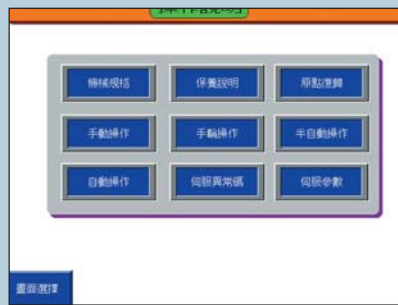 機械規格 保養說明 原點復歸
手動操作 手輪操作 半自動操作
自動操作 伺服異常碼 伺服參數
畫面選擇